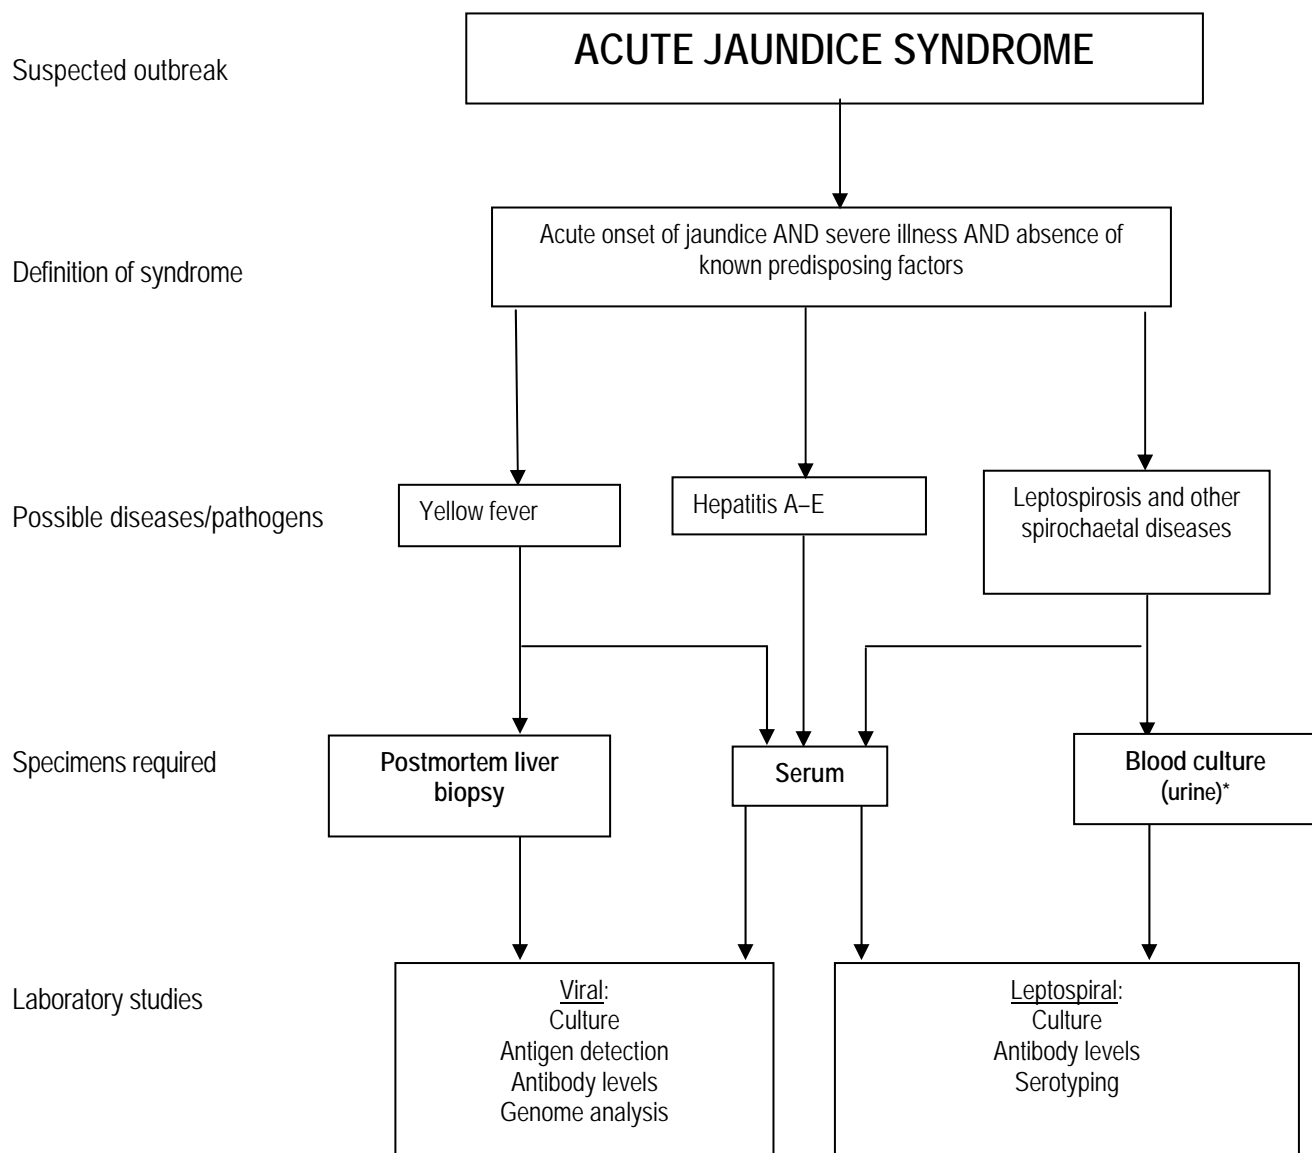 Suspected outbreak
ACUTE JAUNDICE SYNDROME
Definition of syndrome
Acute onset of jaundice AND severe illness AND absence of
known predisposing factors
Possible diseases/pathogens
Yellow fever
Hepatitis A–E
Leptospirosis and other
spirochaetal diseases
Specimens required
Postmortem liver
biopsy
Serum
Blood culture
(urine)*
Laboratory studies
Viral:
Culture
Antigen detection
Antibody levels
Genome analysis
Leptospiral:
Culture
Antibody levels
Serotyping